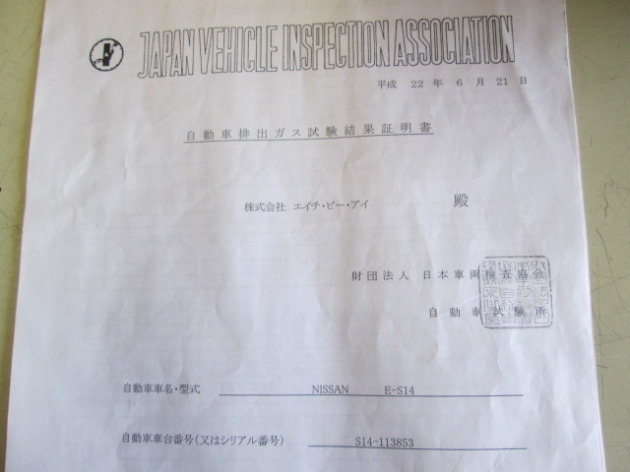 JAPAN VEHICLE INSPECTION ASSOCIATION
平成 22 年 6 月 21 日
自動車排出ガス試験結果証明書
株式会社 エイチ・ピー・アイ 殿
財団法人 日本車両検査協会
自動車試験所
自動車車名・型式 NISSAN E-S14
自動車車台番号(又はシリアル番号) S14-113853